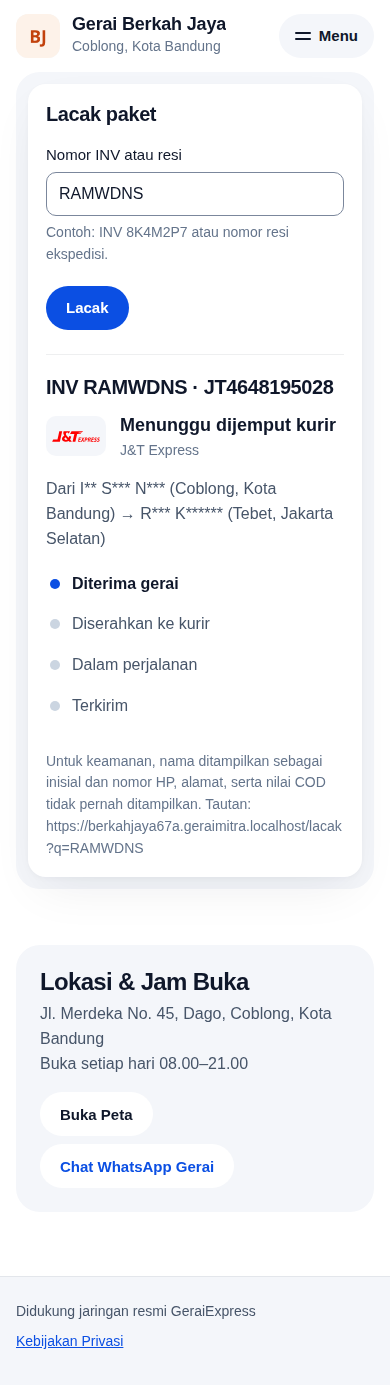 BJ
Gerai Berkah Jaya
Coblong, Kota Bandung
Menu
Lacak paket
Nomor INV atau resi
RAMWDNS
Contoh: INV 8K4M2P7 atau nomor resi
ekspedisi.
Lacak
INV RAMWDNS · JT4648195028
J&T EXPRESS
Menunggu dijemput kurir
J&T Express
Dari I** S*** N*** (Coblong, Kota
Bandung) → R*** K****** (Tebet, Jakarta
Selatan)
Diterima gerai
Diserahkan ke kurir
Dalam perjalanan
Terkirim
Untuk keamanan, nama ditampilkan sebagai
inisial dan nomor HP, alamat, serta nilai COD
tidak pernah ditampilkan. Tautan:
https://berkahjaya67a.geraimitra.localhost/lacak
?q=RAMWDNS
Lokasi & Jam Buka
Jl. Merdeka No. 45, Dago, Coblong, Kota
Bandung
Buka setiap hari 08.00–21.00
Buka Peta
Chat WhatsApp Gerai
Didukung jaringan resmi GeraiExpress
Kebijakan Privasi